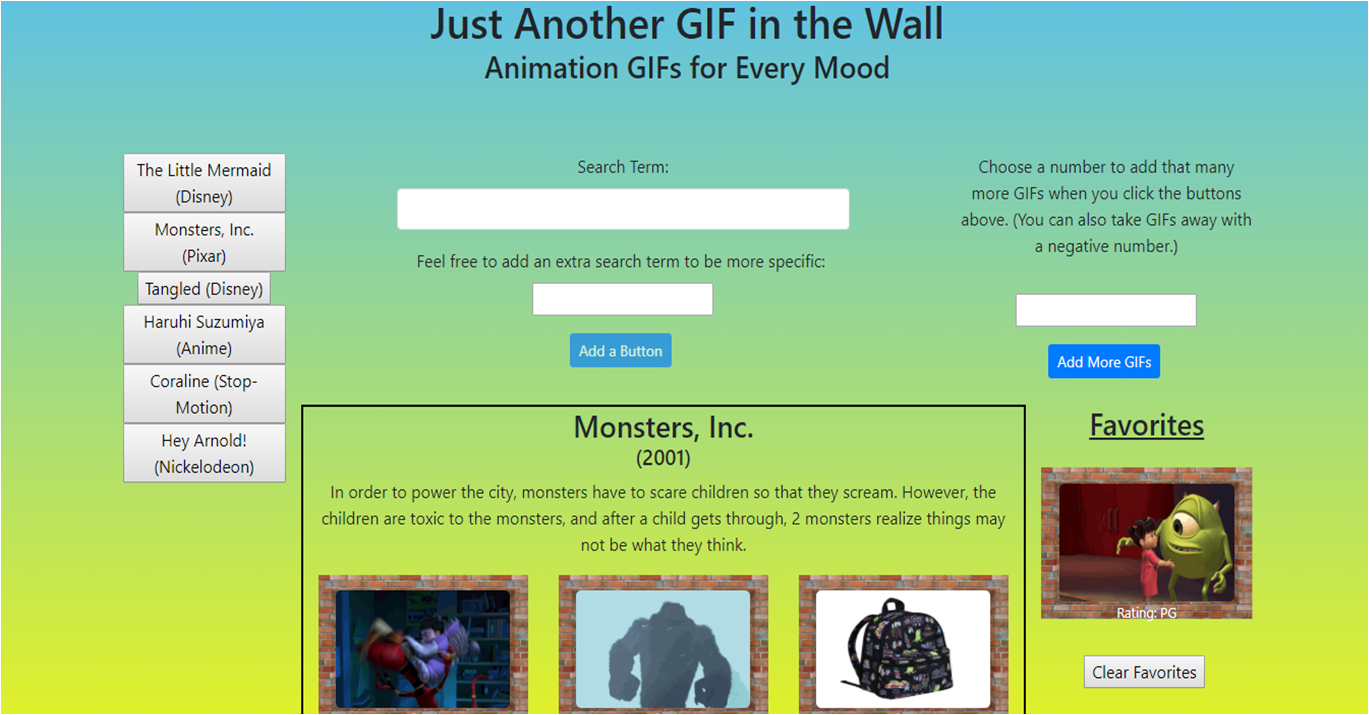 Just Another GIF in the Wall
Animation GIFs for Every Mood
The Little Mermaid
(Disney)
Monsters, Inc.
(Pixar)
Tangled (Disney)
Haruhi Suzumiya
(Anime)
Coraline (Stop-
Motion)
Hey Arnold!
(Nickelodeon)
Search Term:
Feel free to add an extra search term to be more specific:
Add a Button
Choose a number to add that many
more GIFs when you click the buttons
above. (You can also take GIFs away with
a negative number.)
Add More GIFs
Monsters, Inc.
(2001)
In order to power the city, monsters have to scare children so that they scream. However, the
children are toxic to the monsters, and after a child gets through, 2 monsters realize things may
not be what they think.
Favorites
Rating: PG
Clear Favorites